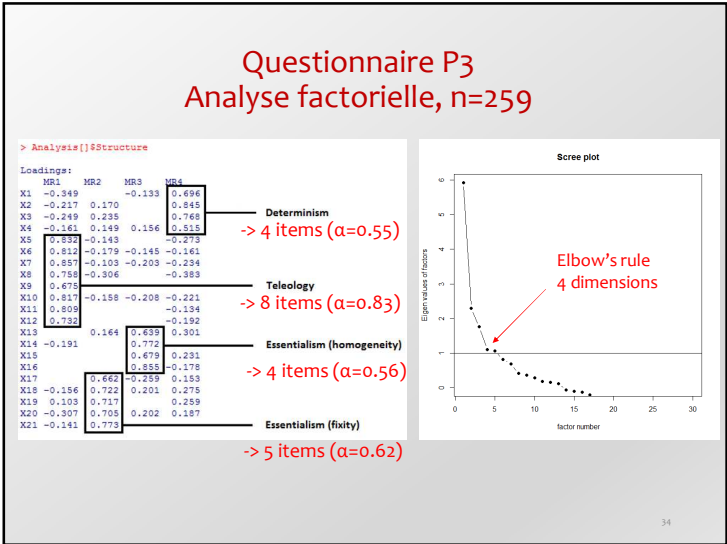 Questionnaire P3
Analyse factorielle, n=259
> Analysis[]$Structure
Loadings:
MR1 MR2 MR3 MR4
X1 -0.349 -0.133 0.696
X2 -0.217 0.170 0.845
X3 -0.249 0.235 0.768
X4 -0.161 0.149 0.156 0.515
X5 0.832 -0.143 -0.273
X6 0.812 -0.179 -0.145 -0.161
X7 0.857 -0.103 -0.203 -0.234
X8 0.758 -0.306 -0.383
X9 0.675
X10 0.817 -0.158 -0.208 -0.221
X11 0.809 -0.134
X12 0.732 -0.192
X13 0.164 0.639 0.301
X14 -0.191 0.772
X15 0.679 0.231
X16 0.855 -0.178
X17 0.662 -0.259 0.153
X18 -0.156 0.722 0.201 0.275
X19 0.103 0.717 0.259
X20 -0.307 0.705 0.202 0.187
X21 -0.141 0.773
Determinism
-> 4 items (α=0.55)
Teleology
-> 8 items (α=0.83)
Essentialism (homogeneity)
-> 4 items (α=0.56)
Essentialism (fixity)
-> 5 items (α=0.62)
Scree plot
Eigen values of factors
6
5
4
3
2
1
0
Elbow's rule
4 dimensions
0 5 10 15 20 25 30
factor number
34